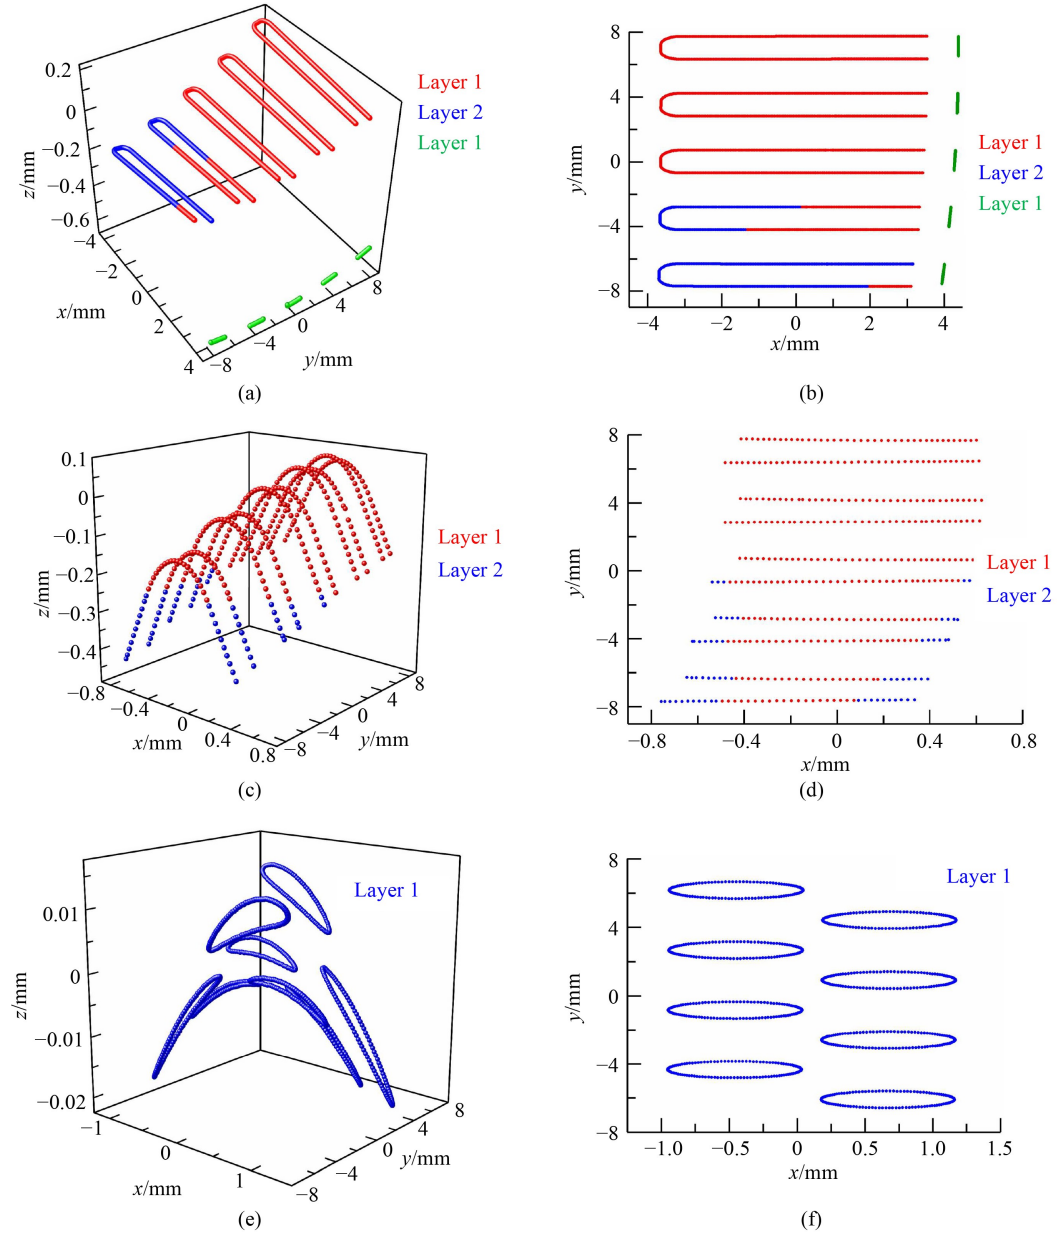 0.2
0
−0.2
−0.4
−0.6
z/mm
−4
−2
0
2
4
x/mm
−8
−4
0
4
8
y/mm
Layer 1
Layer 2
Layer 1
(a)
8
4
0
−4
−8
y/mm
−4
−2
0
2
4
x/mm
Layer 1
Layer 2
Layer 1
(b)
0.1
0
−0.1
−0.2
−0.3
−0.4
z/mm
−0.8
−0.4
0
0.4
0.8
x/mm
−8
−4
0
4
8
y/mm
Layer 1
Layer 2
(c)
8
4
0
−4
−8
y/mm
−0.8
−0.4
0
0.4
0.8
x/mm
Layer 1
Layer 2
(d)
0.01
0
−0.01
−0.02
z/mm
−1
0
1
x/mm
−8
−4
0
4
8
y/mm
Layer 1
(e)
8
4
0
−4
−8
y/mm
−1.0
−0.5
0
0.5
1.0
1.5
x/mm
Layer 1
(f)